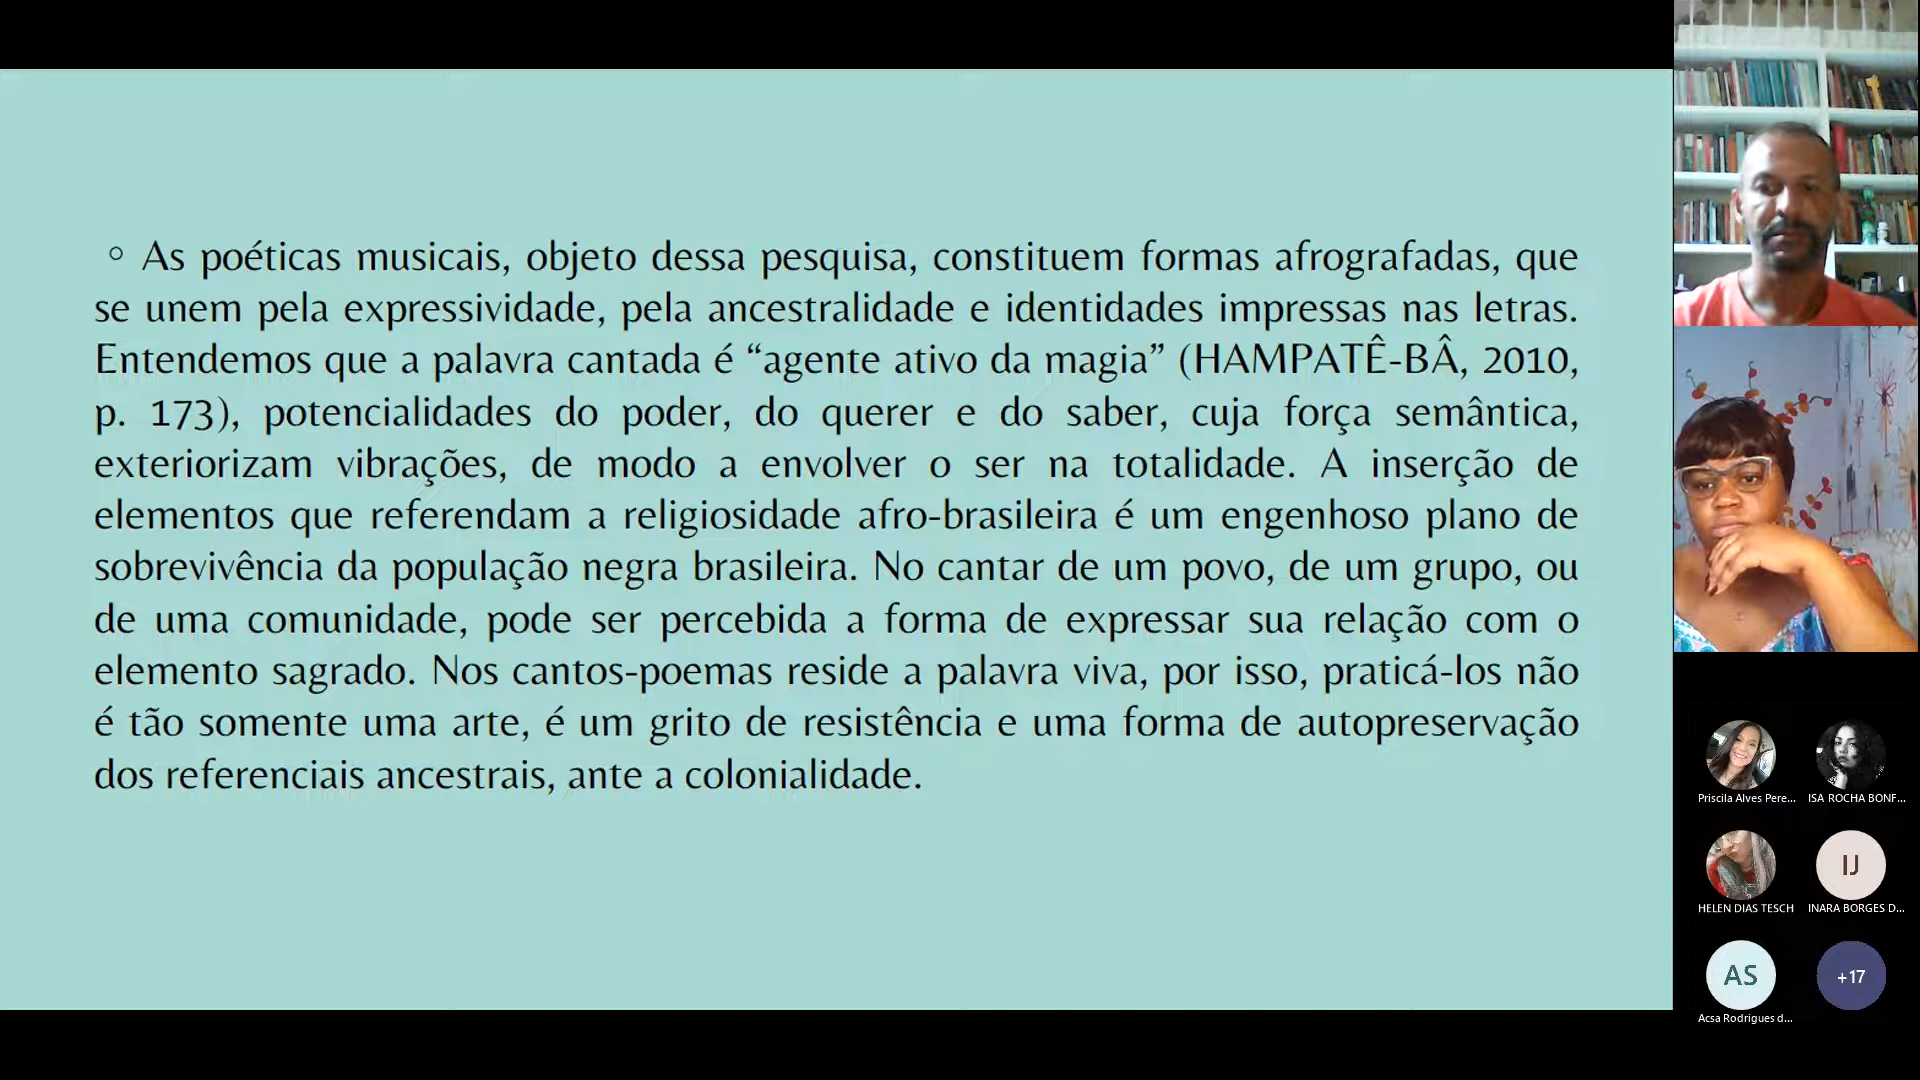 ◦ As poéticas musicais, objeto dessa pesquisa, constituem formas afrografadas, que
se unem pela expressividade, pela ancestralidade e identidades impressas nas letras.
Entendemos que a palavra cantada é “agente ativo da magia” (HAMPATÊ-BÂ, 2010,
p. 173), potencialidades do poder, do querer e do saber, cuja força semântica,
exteriorizam vibrações, de modo a envolver o ser na totalidade. A inserção de
elementos que referendam a religiosidade afro-brasileira é um engenhoso plano de
sobrevivência da população negra brasileira. No cantar de um povo, de um grupo, ou
de uma comunidade, pode ser percebida a forma de expressar sua relação com o
elemento sagrado. Nos cantos-poemas reside a palavra viva, por isso, praticá-los não
é tão somente uma arte, é um grito de resistência e uma forma de autopreservação
dos referenciais ancestrais, ante a colonialidade.
Priscila Alves Pere...
ISA ROCHA BONF...
HELEN DIAS TESCH
IJ
INARA BORGES D...
AS
Acsa Rodrigues d...
+17